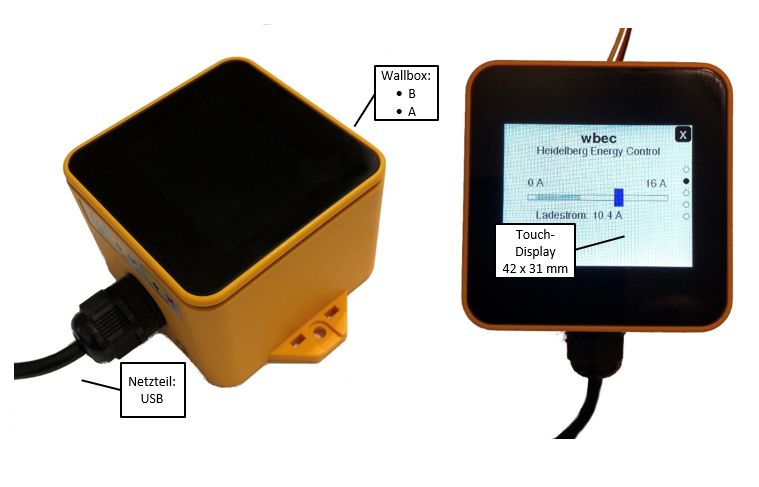 Wallbox:
• B
• A
Netzteil:
USB
wbec
X
Heidelberg Energy Control
0 A
16 A
Ladestrom: 10.4 A
Touch-
Display
42 x 31 mm